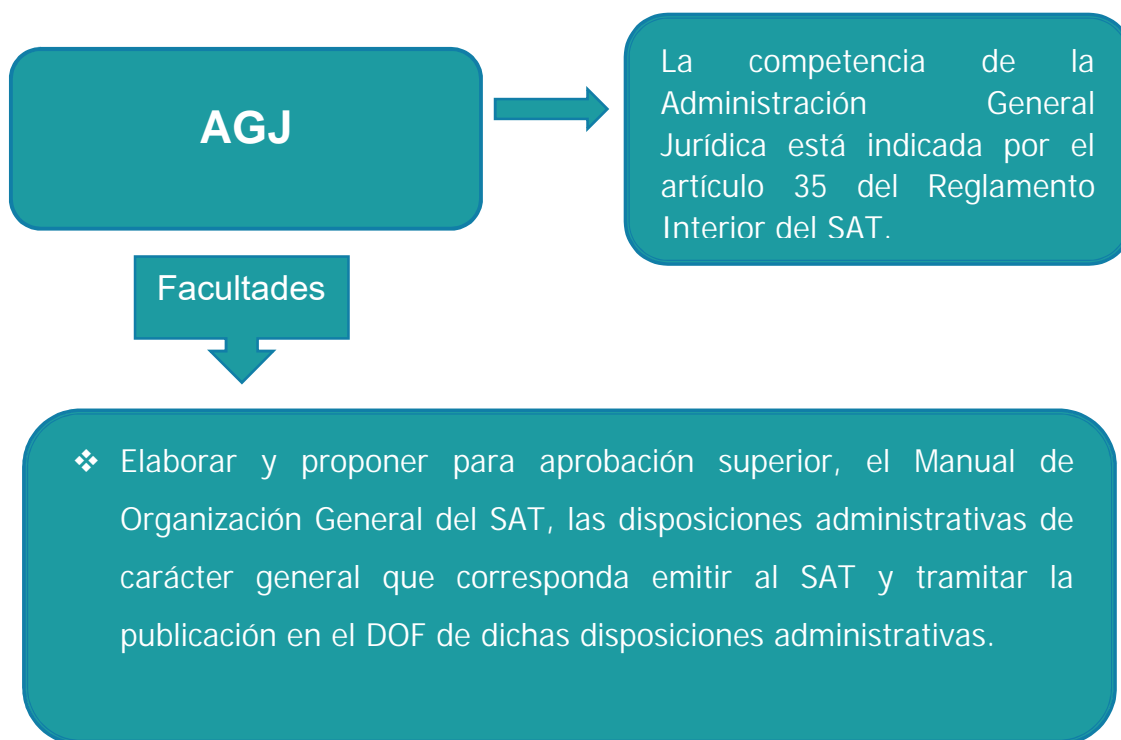 AGJ
La competencia de la
Administración General
Jurídica está indicada por el
artículo 35 del Reglamento
Interior del SAT.
Facultades
❖ Elaborar y proponer para aprobación superior, el Manual de
Organización General del SAT, las disposiciones administrativas de
carácter general que corresponda emitir al SAT y tramitar la
publicación en el DOF de dichas disposiciones administrativas.